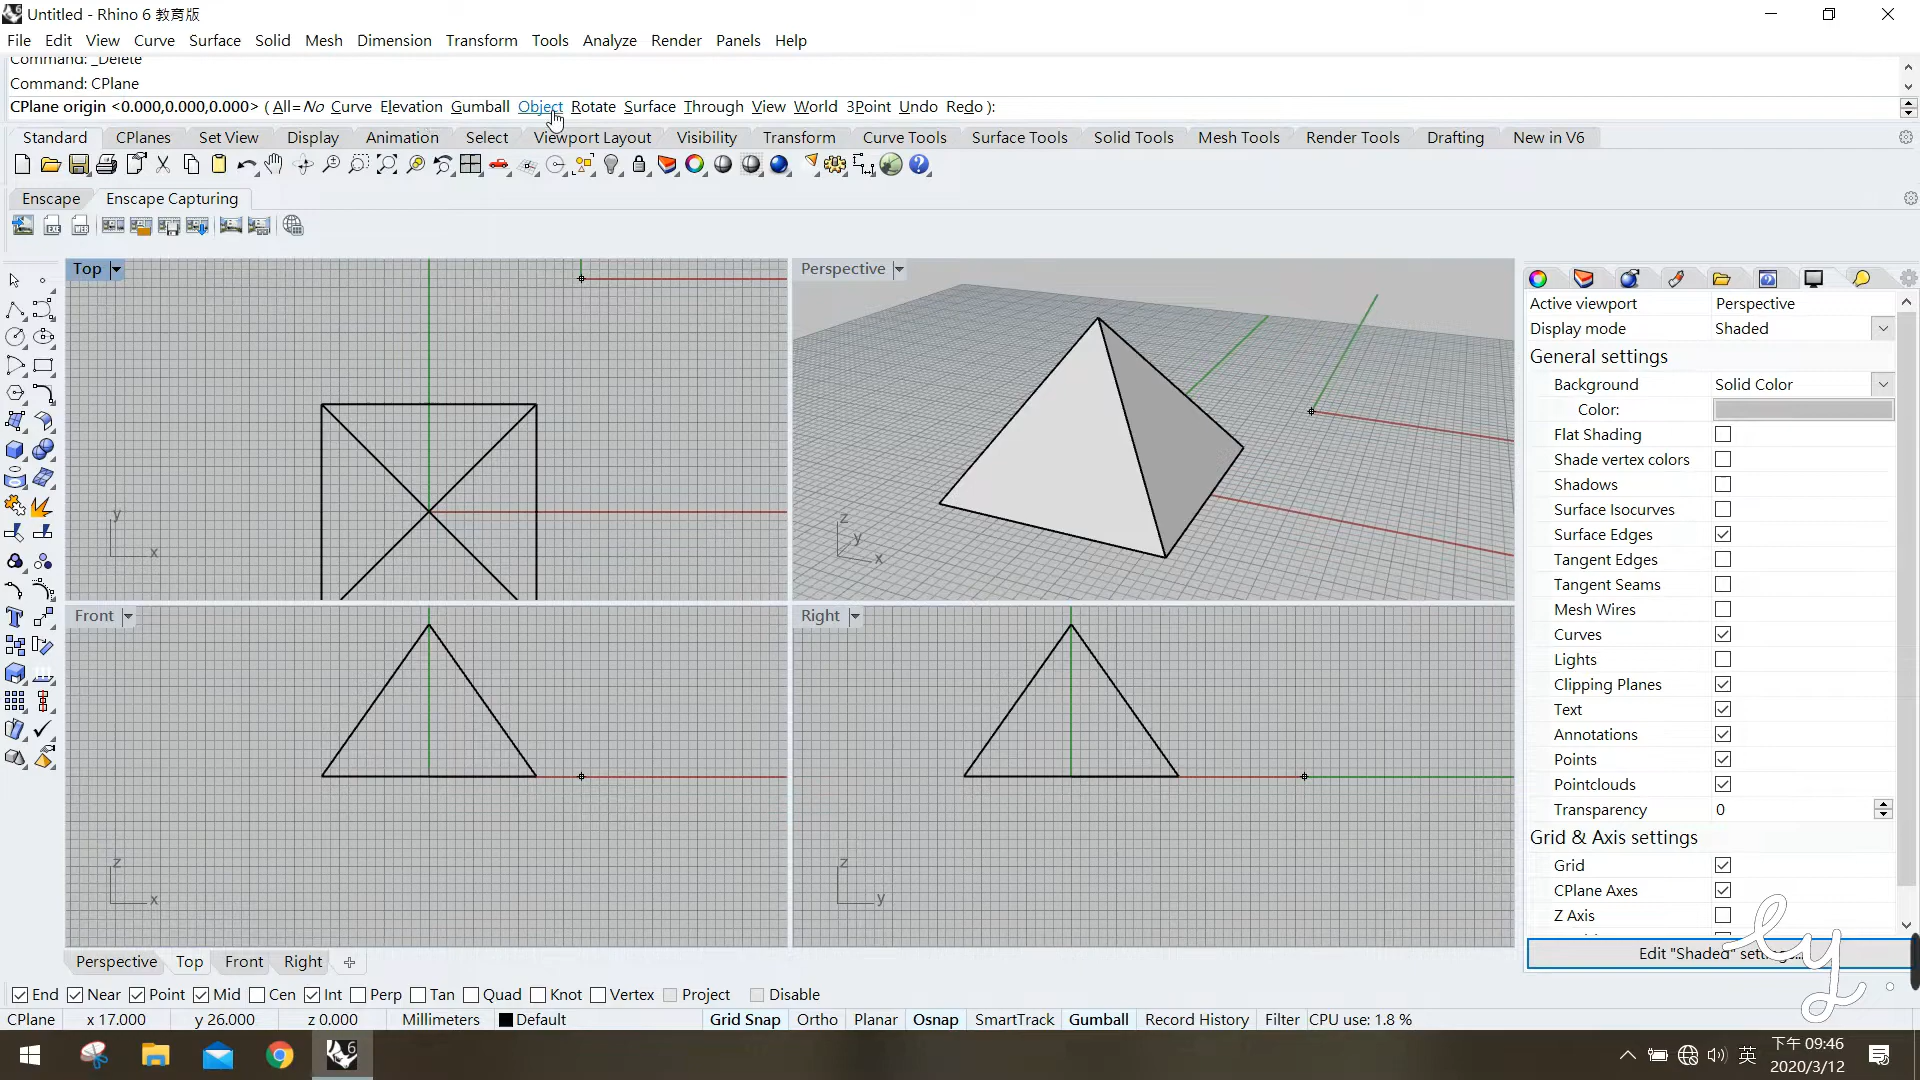 Untitled - Rhino 6 教育版
File Edit View Curve Surface Solid Mesh Dimension Transform Tools Analyze Render Panels Help
Command: _Delete
Command: CPlane
CPlane origin <0.000,0.000,0.000> ( All=No Curve Elevation Gumball Object Rotate Surface Through View World 3Point Undo Redo ):
Standard CPlanes Set View Display Animation Select Viewport Layout Visibility Transform Curve Tools Surface Tools Solid Tools Mesh Tools Render Tools Drafting New in V6
Enscape Enscape Capturing
Top
Perspective
y
x
z
y
x
Front
Right
z
x
z
y
Active viewport Perspective
Display mode Shaded
General settings
Background Solid Color
Color:
Flat Shading
Shade vertex colors
Shadows
Surface Isocurves
Surface Edges
Tangent Edges
Tangent Seams
Mesh Wires
Curves
Lights
Clipping Planes
Text
Annotations
Points
Pointclouds
Transparency 0
Grid & Axis settings
Grid
CPlane Axes
Z Axis
Edit "Shaded" settings...
ly
Perspective Top Front Right
End Near Point Mid Cen Int Perp Tan Quad Knot Vertex Project Disable
CPlane x 17.000 y 26.000 z 0.000 Millimeters Default Grid Snap Ortho Planar Osnap SmartTrack Gumball Record History Filter CPU use: 1.8 %
6
英
下午 09:46
2020/3/12